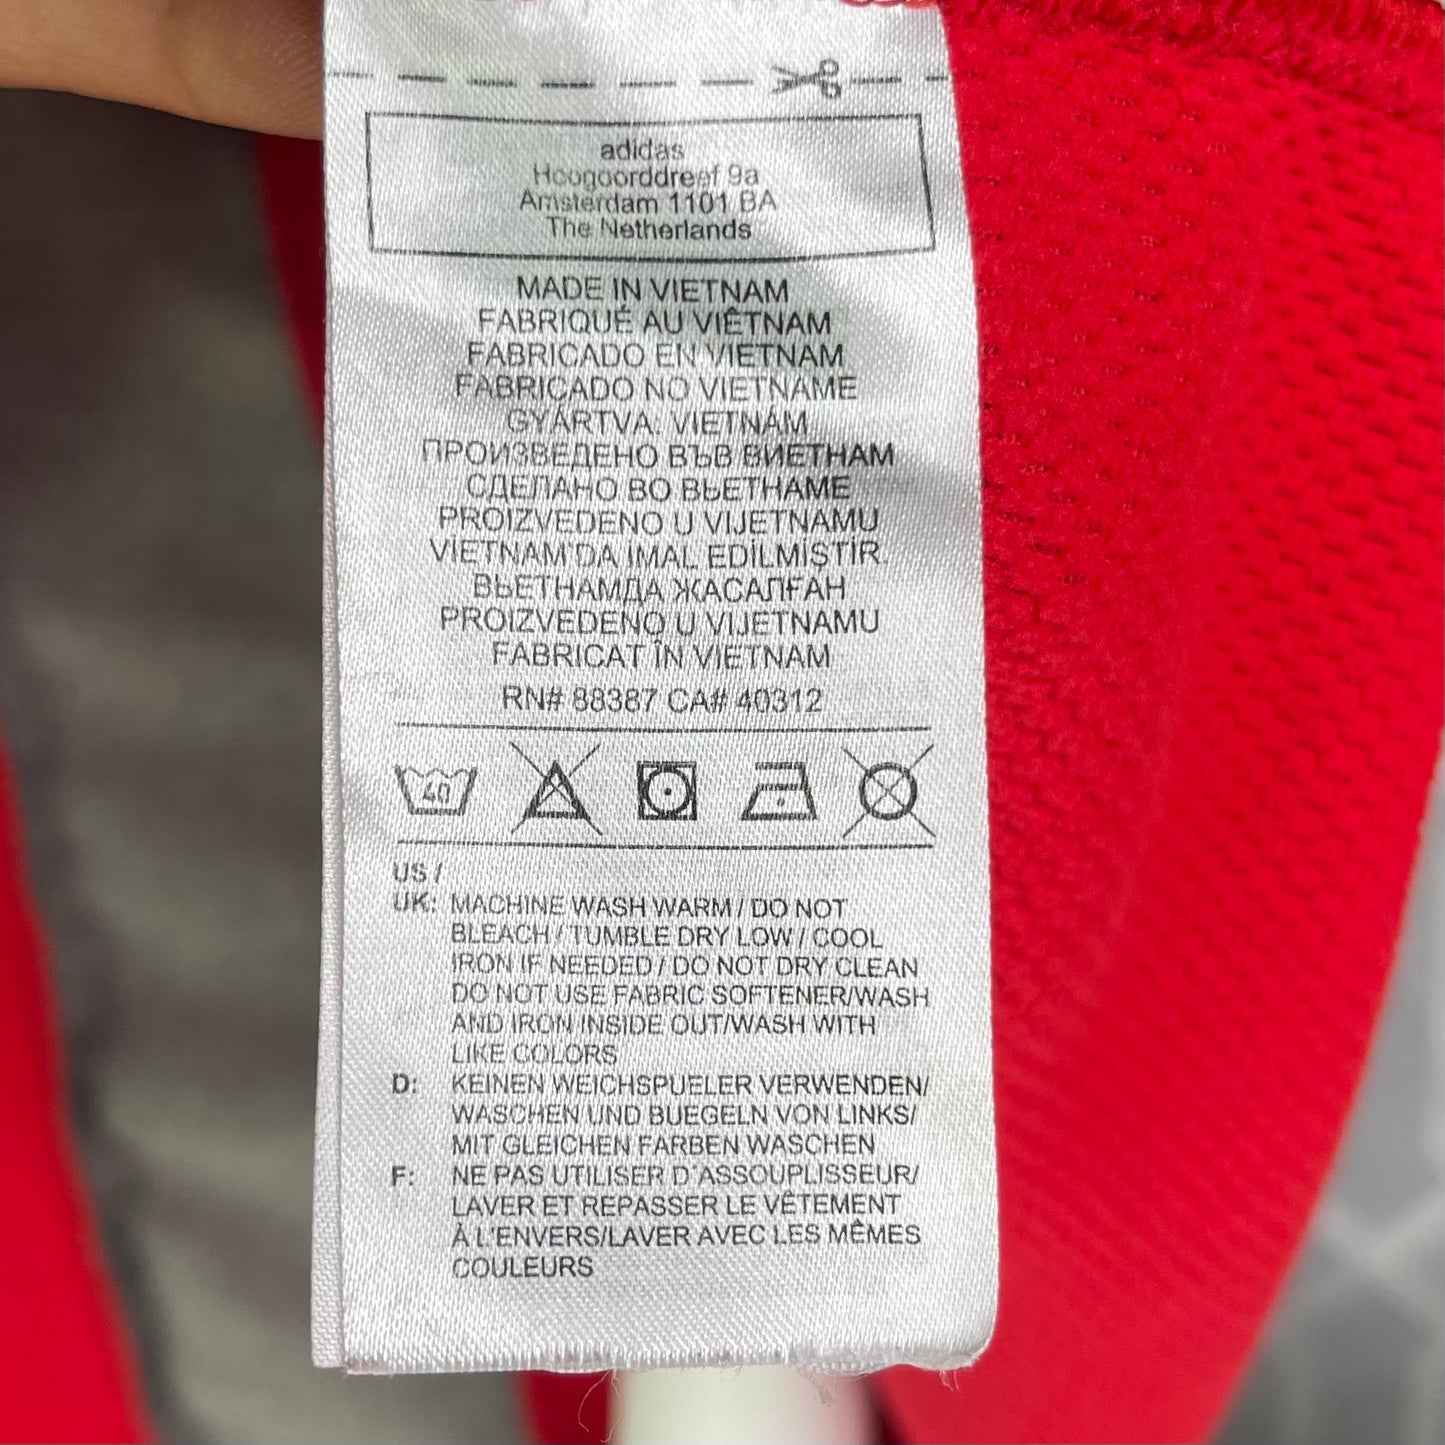 adidas
Hoogoorddreef 9a
Amsterdam 1101 BA
The Netherlands
MADE IN VIETNAM
FABRIQUÉ AU VIÊTNAM
FABRICADO EN VIETNAM
FABRICADO NO VIETNAME
GYÁRTVA: VIETNÁM
ПРОИЗВЕДЕНО ВЪВ ВИЕТНАМ
СДЕЛАНО ВО ВЬЕТНАМЕ
PROIZVEDENO U VIJETNAMU
VIETNAM'DA IMAL EDİLMİŞTİR.
ВЬЕТНАМДА ЖАСАЛҒАН
PROIZVEDENO U VIJETNAMU
FABRICAT ÎN VIETNAM
RN# 88387 CA# 40312
40
US /
UK: MACHINE WASH WARM / DO NOT
BLEACH / TUMBLE DRY LOW / COOL
IRON IF NEEDED / DO NOT DRY CLEAN
DO NOT USE FABRIC SOFTENER/WASH
AND IRON INSIDE OUT/WASH WITH
LIKE COLORS
D: KEINEN WEICHSPUELER VERWENDEN/
WASCHEN UND BUEGELN VON LINKS/
MIT GLEICHEN FARBEN WASCHEN
F: NE PAS UTILISER D'ASSOUPLISSEUR/
LAVER ET REPASSER LE VÊTEMENT
À L'ENVERS/LAVER AVEC LES MÊMES
COULEURS